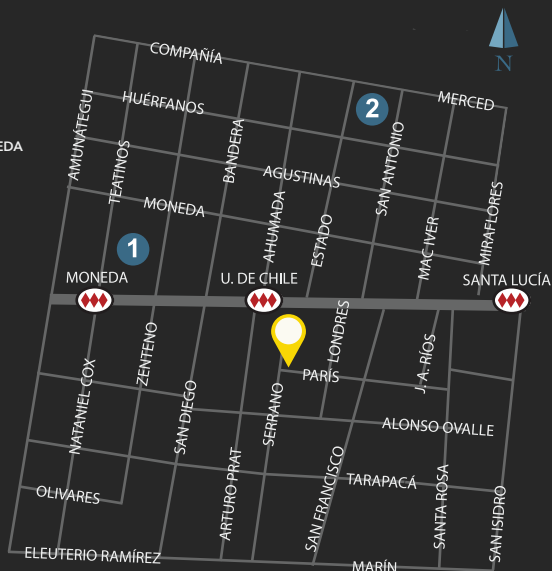 COMPAÑÍA
N
MERCED
HUÉRFANOS
2
EDA
AMUNÁTEGUI
TEATINOS
BANDERA
SAN ANTONIO
AGUSTINAS
MONEDA
AHUMADA
ESTADO
MAC IVER
MIRAFLORES
1
MONEDA
U. DE CHILE
SANTA LUCÍA
ZENTENO
LONDRES
J. A. RÍOS
NATANIEL COX
SAN DIEGO
SERRANO
PARÍS
ALONSO OVALLE
ARTURO PRAT
SAN FRANCISCO
TARAPACÁ
SANTA ROSA
SAN ISIDRO
OLIVARES
ELEUTERIO RAMÍREZ
MARÍN